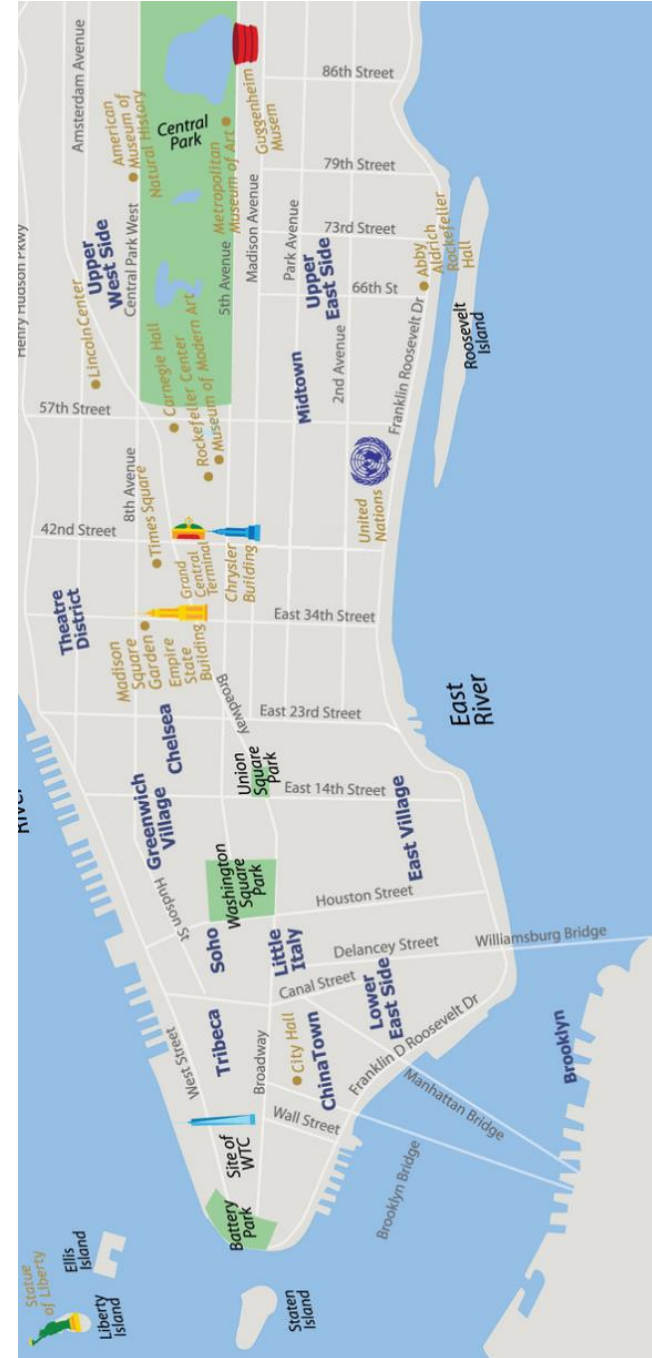 Amsterdam Avenue
American
Museum of
Natural History
Central
Park
Metropolitan
Museum of Art
Guggenheim
Musem
86th Street
79th Street
73rd Street
66th St
Henry Hudson Pkwy
Upper
West Side
Central Park West
5th Avenue
Madison Avenue
Park Avenue
Upper
East Side
2nd Avenue
Abby
Aldrich
Rockefeller
Hall
Roosevelt
Island
Lincoln Center
Carnegie Hall
Rockefeller Center
Museum of Modern Art
57th Street
Midtown
Franklin Roosevelt Dr
8th Avenue
Times Square
42nd Street
Grand
Central
Terminal
Chrysler
Building
United
Nations
Theatre
District
Madison
Square
Garden
Empire
State
Building
East 34th Street
Broadway
East 23rd Street
East
River
Chelsea
Greenwich
Village
Union
Square
Park
East 14th Street
East Village
Washington
Square
Park
Hudson St
Houston Street
Soho
Little
Italy
Delancey Street
Williamsburg Bridge
Canal Street
Lower
East Side
West Street
Tribeca
Broadway
City Hall
ChinaTown
Franklin D Roosevelt Dr
Manhattan Bridge
Brooklyn
Wall Street
Site of
WTC
Brooklyn Bridge
Battery
Park
Statue
of Liberty
Ellis
Island
Liberty
Island
Staten
Island